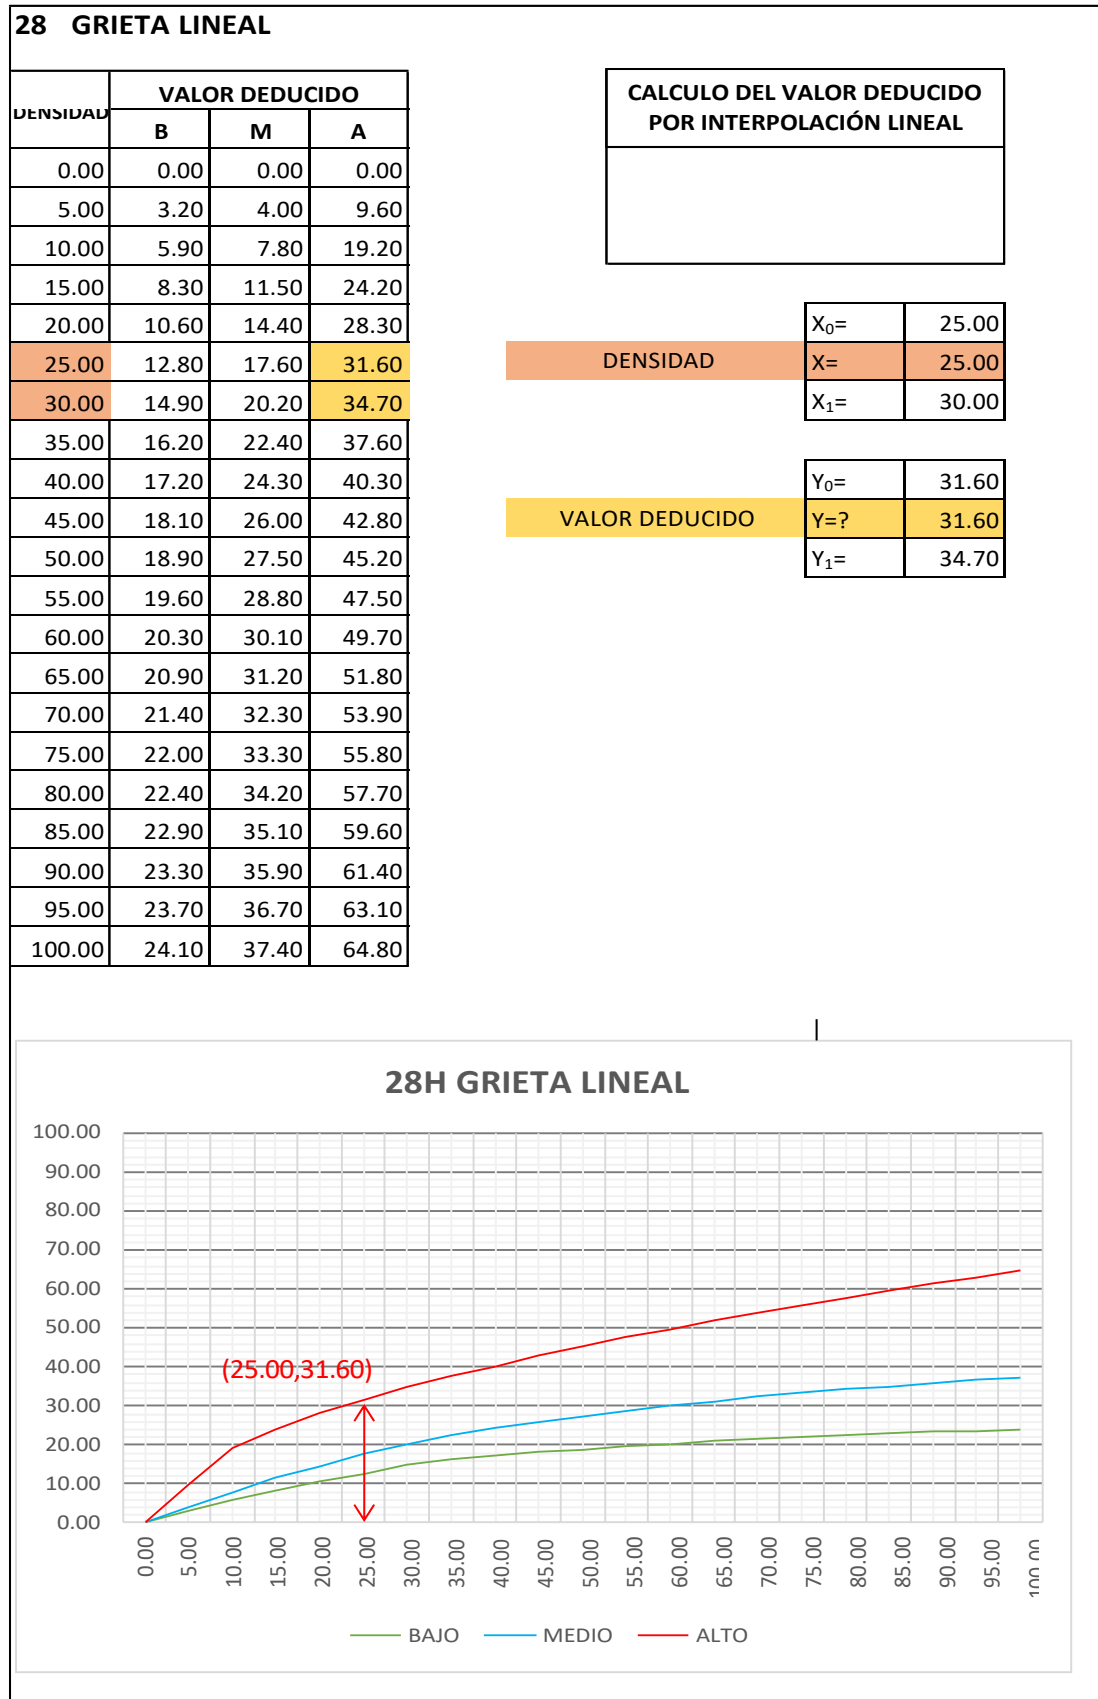 28 GRIETA LINEAL
DENSIDAD VALOR DEDUCIDO
B M A
0.00 0.00 0.00 0.00
5.00 3.20 4.00 9.60
10.00 5.90 7.80 19.20
15.00 8.30 11.50 24.20
20.00 10.60 14.40 28.30
25.00 12.80 17.60 31.60
30.00 14.90 20.20 34.70
35.00 16.20 22.40 37.60
40.00 17.20 24.30 40.30
45.00 18.10 26.00 42.80
50.00 18.90 27.50 45.20
55.00 19.60 28.80 47.50
60.00 20.30 30.10 49.70
65.00 20.90 31.20 51.80
70.00 21.40 32.30 53.90
75.00 22.00 33.30 55.80
80.00 22.40 34.20 57.70
85.00 22.90 35.10 59.60
90.00 23.30 35.90 61.40
95.00 23.70 36.70 63.10
100.00 24.10 37.40 64.80
CALCULO DEL VALOR DEDUCIDO
POR INTERPOLACIÓN LINEAL
X₀= 25.00
DENSIDAD X= 25.00
X₁= 30.00
Y₀= 31.60
VALOR DEDUCIDO Y=? 31.60
Y₁= 34.70
28H GRIETA LINEAL
100.00
90.00
80.00
70.00
60.00
50.00
40.00
30.00
20.00
10.00
0.00
(25.00,31.60)
0.00
5.00
10.00
15.00
20.00
25.00
30.00
35.00
40.00
45.00
50.00
55.00
60.00
65.00
70.00
75.00
80.00
85.00
90.00
95.00
100.00
BAJO MEDIO ALTO